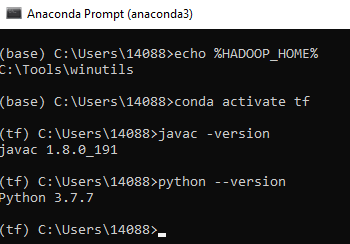 Anaconda Prompt (anaconda3)
(base) C:\Users\14088>echo %HADOOP_HOME%
C:\Tools\winutils
(base) C:\Users\14088>conda activate tf
(tf) C:\Users\14088>javac -version
javac 1.8.0_191
(tf) C:\Users\14088>python --version
Python 3.7.7
(tf) C:\Users\14088>